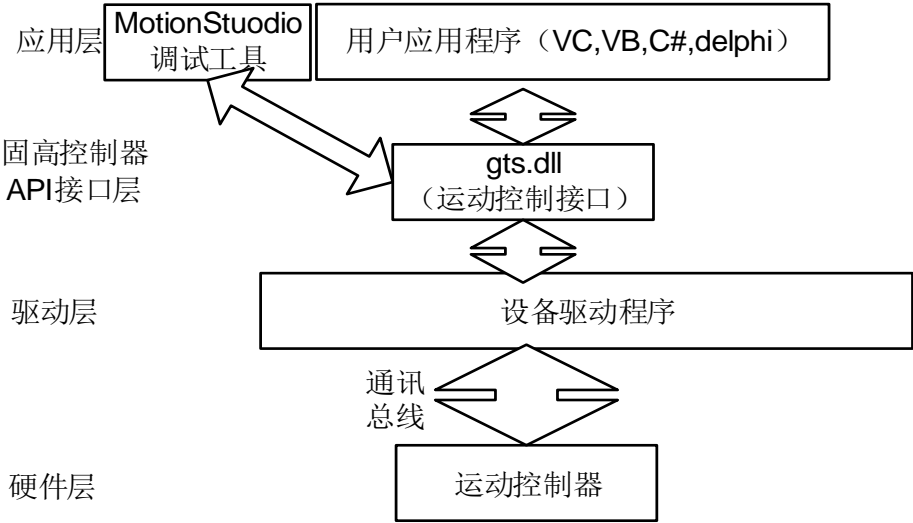 应用层
MotionStuodio
调试工具
用户应用程序（VC,VB,C#,delphi）
固高控制器
API接口层
gts.dll
（运动控制接口）
驱动层
设备驱动程序
通讯
总线
硬件层
运动控制器